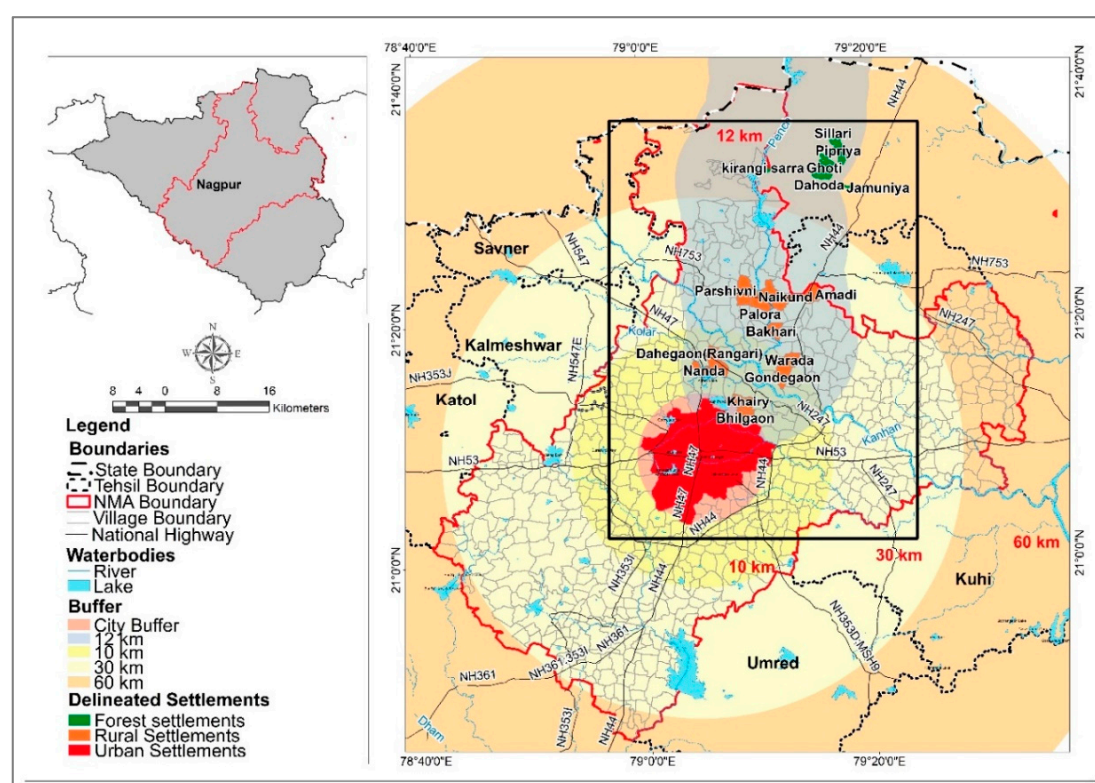 Nagpur
N
W
E
S
8 4 0 8 16
Kilometers
Legend
Boundaries
State Boundary
Tehsil Boundary
NMA Boundary
Village Boundary
National Highway
Waterbodies
River
Lake
Buffer
City Buffer
12 km
10 km
30 km
60 km
Delineated Settlements
Forest settlements
Rural Settlements
Urban Settlements
78°40'0"E
79°0'0"E
79°20'0"E
21°40'0"N
21°40'0"N
NH44
12 km
Penc
Sillari
Pipriya
kirangi sarra
Ghoti
Dahoda
Jamuniya
Savner
NH547
NH753
NH44
NH753
Parshivni
Naikund
Amadi
21°20'0"N
21°20'0"N
NH47
NH247
Palora
Bakhari
Kolar
Kalmeshwar
NH547E
Dahegaon(Rangari)
Warada
Nanda
Gondegaon
NH353J
Katol
Khairy
Bhilgaon
NH247
Kanhan
NH53
NH47
NH44
NH53
NH247
NH47
NH44
10 km
30 km
60 km
21°0'0"N
21°0'0"N
NH353I
NH44
Kuhi
NH353D;MSH9
NH361
NH361;353I
NH361
Umred
Dham
NH353I
NH44
78°40'0"E
79°0'0"E
79°20'0"E